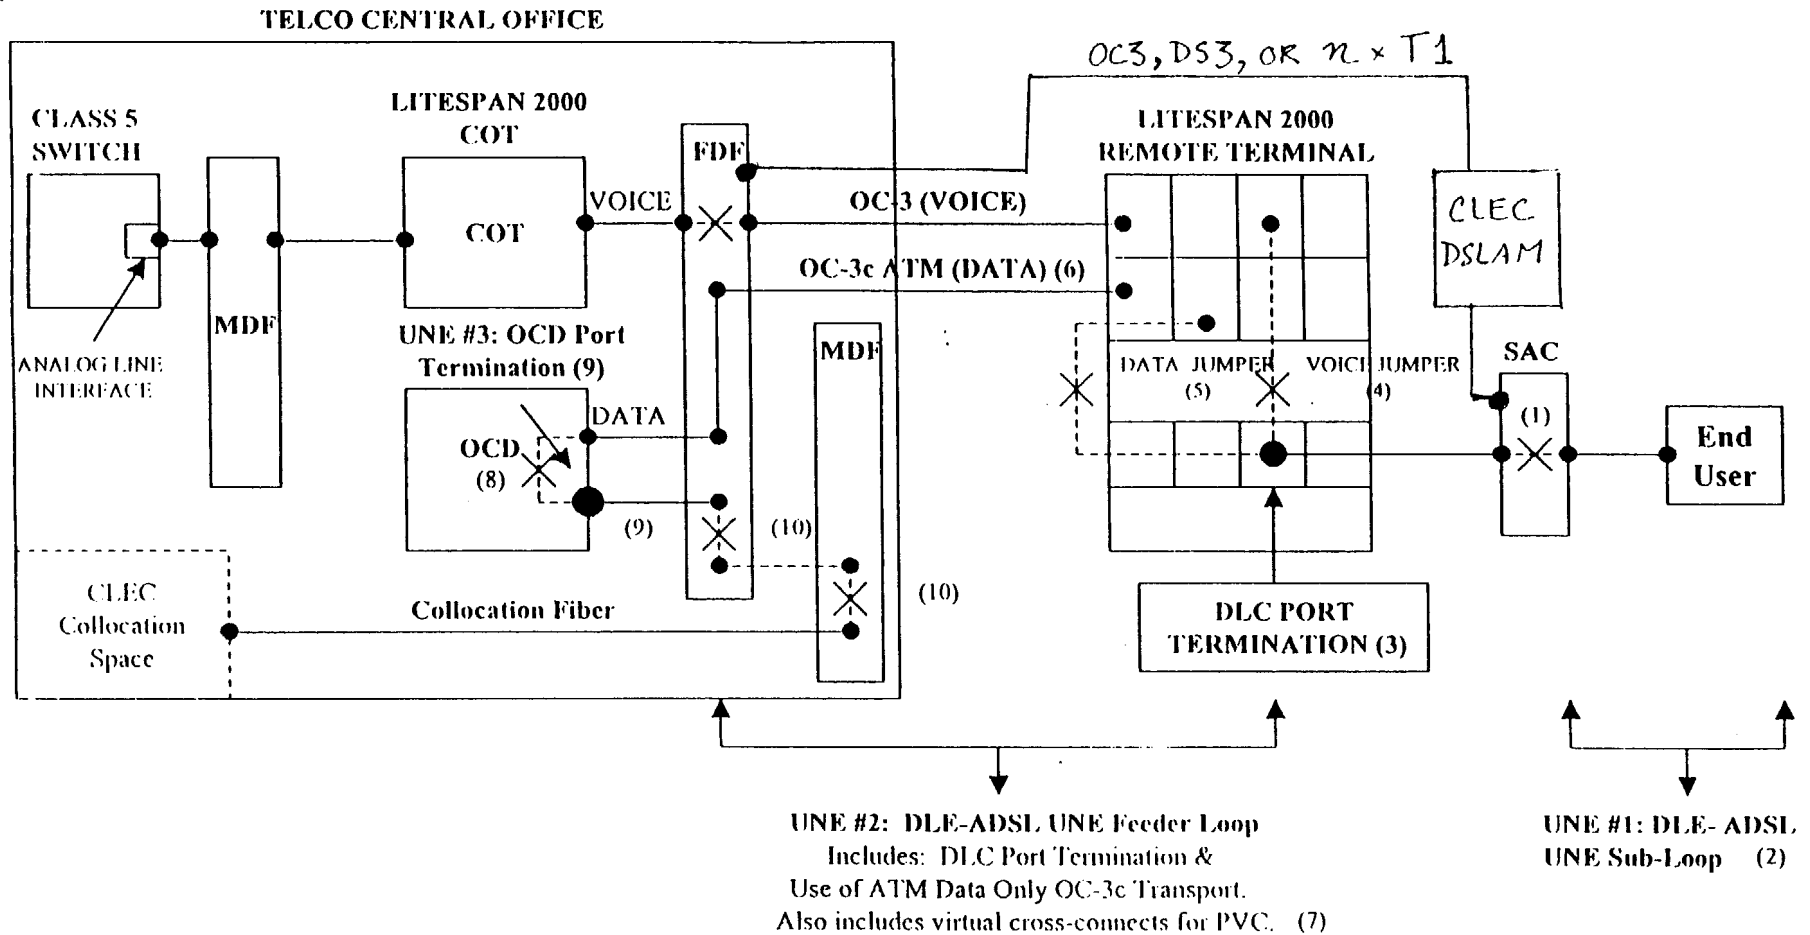 TELCO CENTRAL OFFICE
OC3, DS3, OR n x T1
CLASS 5
SWITCH
LITESPAN 2000
COT
FDF
LITESPAN 2000
REMOTE TERMINAL
COT
VOICE
OC-3 (VOICE)
CLEC
DSLAM
OC-3c ATM (DATA) (6)
MDF
ANALOG LINE
INTERFACE
UNE #3: OCD Port
Termination (9)
MDF
DATA JUMPER
(5)
VOICE JUMPER
(4)
SAC
(1)
DATA
OCD
(8)
(9)
(10)
End
User
CLEC
Collocation
Space
Collocation Fiber
(10)
DLC PORT
TERMINATION (3)
UNE #2: DLE-ADSL UNE Feeder Loop
Includes: DLC Port Termination &
Use of ATM Data Only OC-3c Transport.
Also includes virtual cross-connects for PVC. (7)
UNE #1: DLE- ADSL
UNE Sub-Loop (2)